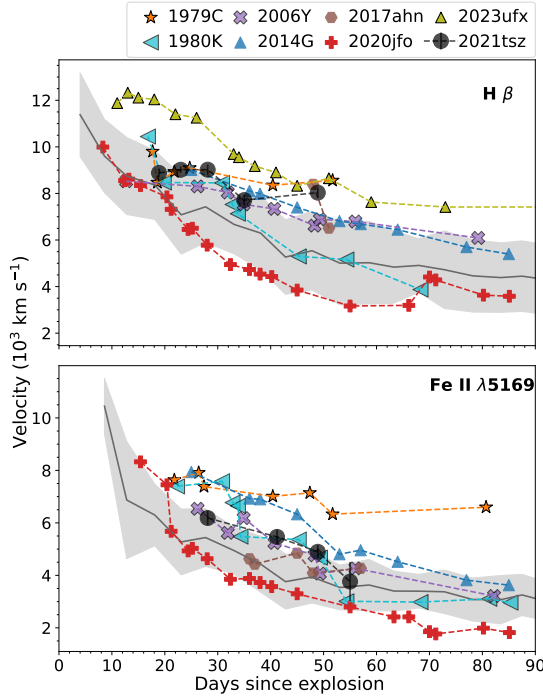 1979C 2006Y 2017ahn 2023ufx
1980K 2014G 2020jfo 2021tsz
H β
12
10
8
6
4
2
Velocity (10³ km s⁻¹)
Fe II λ5169
10
8
6
4
2
0 10 20 30 40 50 60 70 80 90
Days since explosion